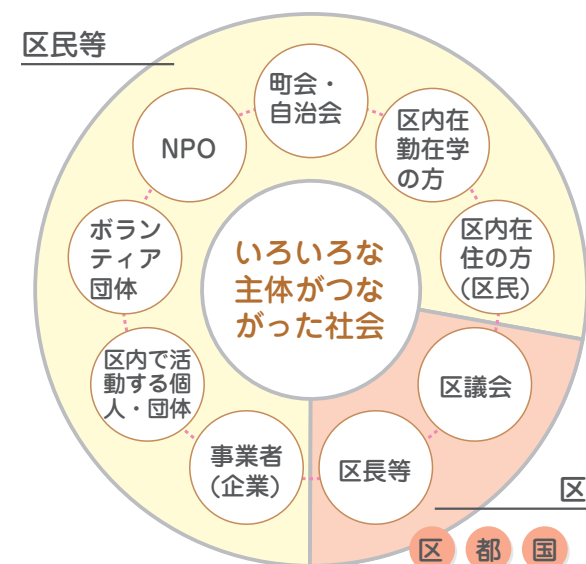 区民等
町会・
自治会
区内在
勤在学
の方
NPO
ボラン
ティア
団体
いろいろな
主体がつな
がった社会
区内在
住の方
(区民)
区内で活
動する個
人・団体
区議会
事業者
(企業)
区長等
区
区
都
国